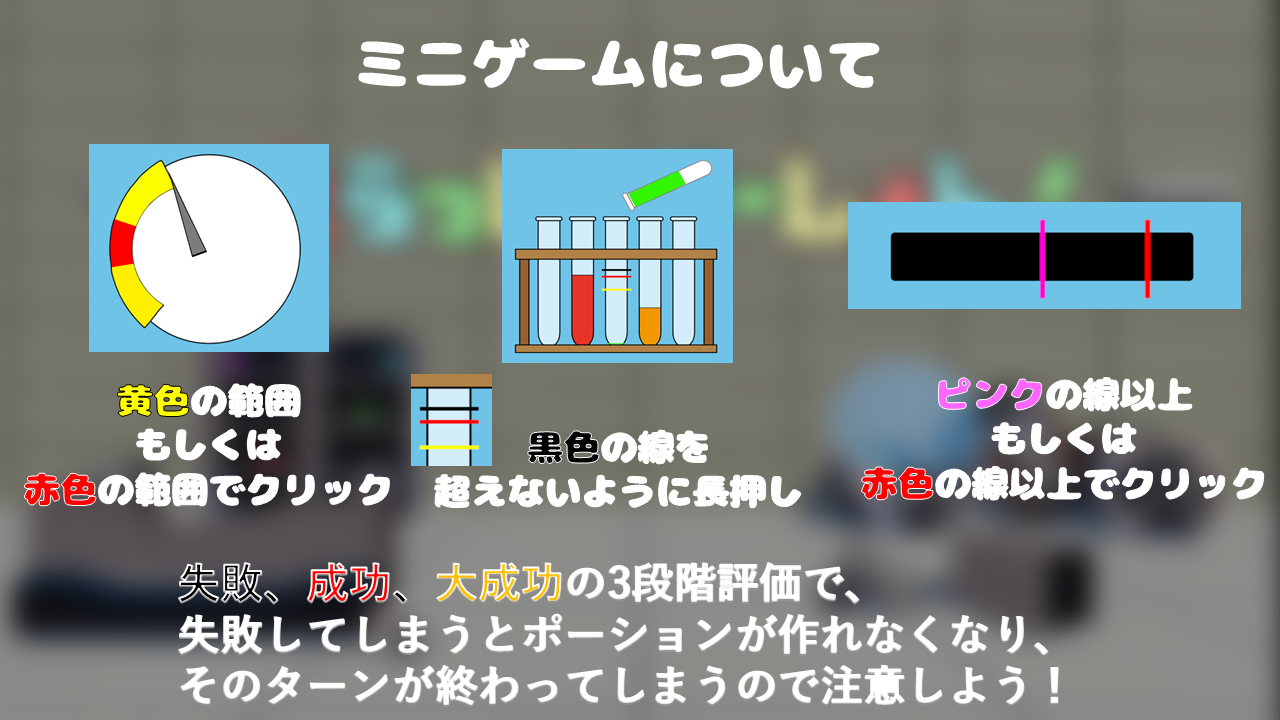 ミニゲームについて
黄色の範囲
もしくは
赤色の範囲でクリック
黒色の線を
超えないように長押し
ピンクの線以上
もしくは
赤色の線以上でクリック
失敗、成功、大成功の3段階評価で、
失敗してしまうとポーションが作れなくなり、
そのターンが終わってしまうので注意しよう！